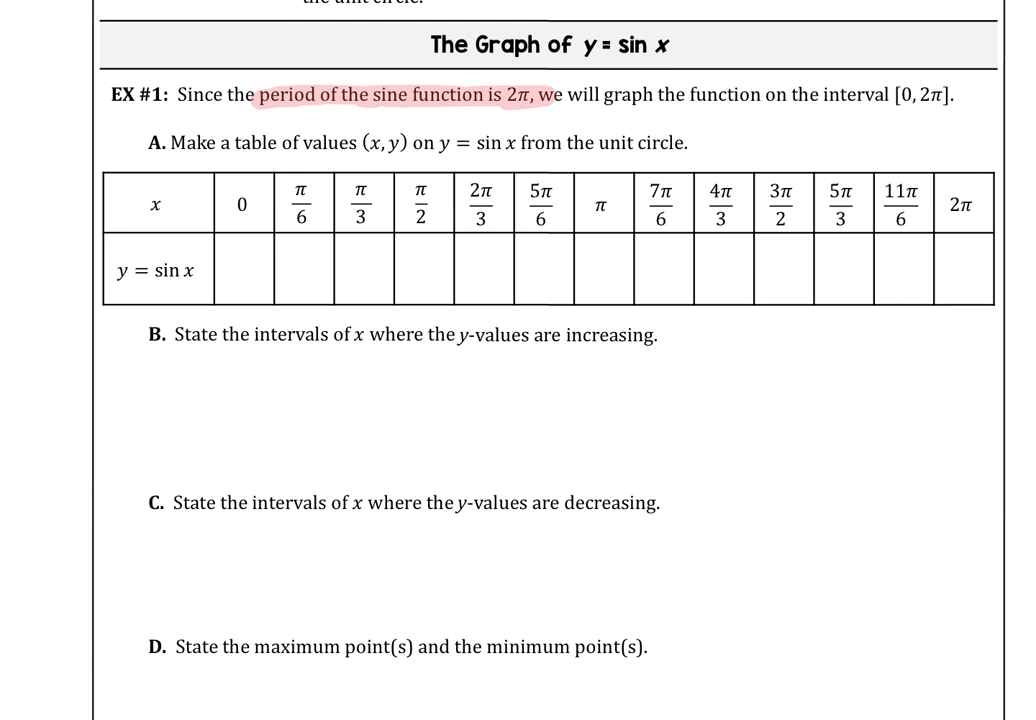 The Graph of y = sin x
EX #1: Since the period of the sine function is 2π, we will graph the function on the interval [0, 2π].
A. Make a table of values (x, y) on y = sin x from the unit circle.
x 0 π/6 π/3 π/2 2π/3 5π/6 π 7π/6 4π/3 3π/2 5π/3 11π/6 2π
y = sin x
B. State the intervals of x where the y-values are increasing.
C. State the intervals of x where the y-values are decreasing.
D. State the maximum point(s) and the minimum point(s).